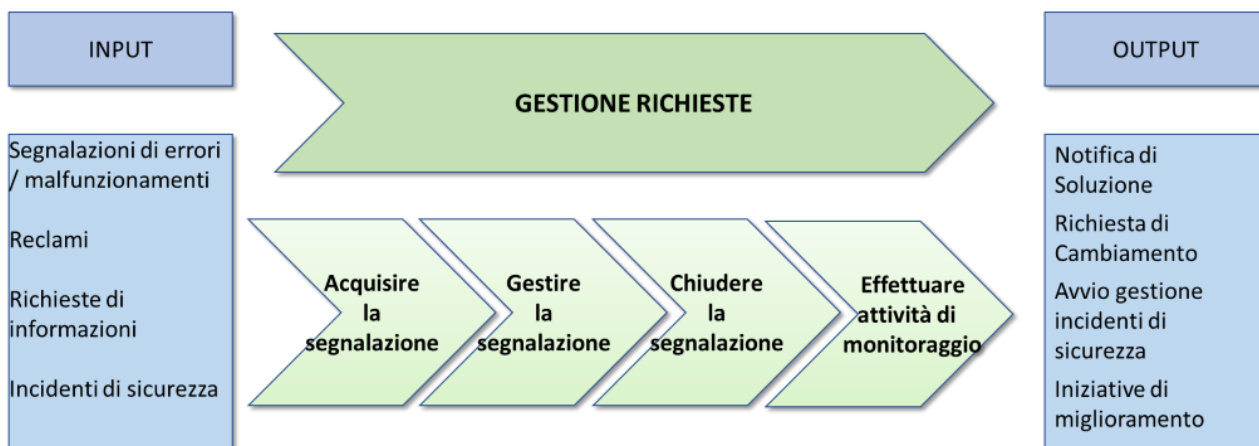 INPUT
GESTIONE RICHIESTE
OUTPUT
Segnalazioni di errori
/ malfunzionamenti
Reclami
Richieste di
informazioni
Incidenti di sicurezza
Acquisire
la
segnalazione
Gestire
la
segnalazione
Chiudere
la
segnalazione
Effettuare
attività di
monitoraggio
Notifica di
Soluzione
Richiesta di
Cambiamento
Avvio gestione
incidenti di
sicurezza
Iniziative di
miglioramento